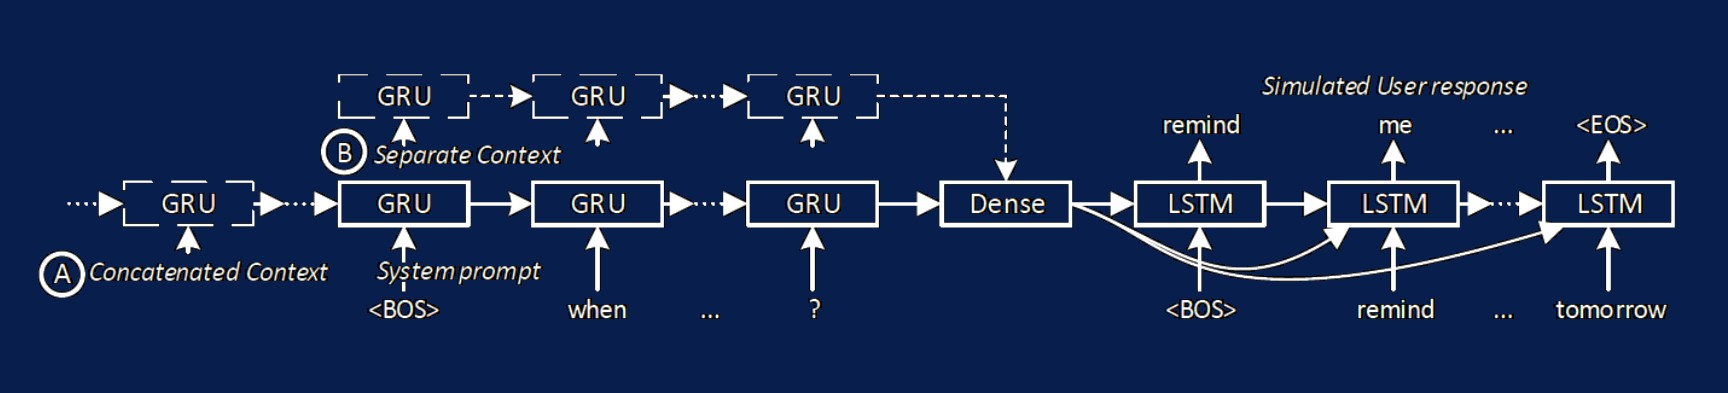 GRU GRU GRU
Simulated User response
remind me ... <EOS>
B Separate Context
GRU GRU GRU GRU Dense LSTM LSTM LSTM
A Concatenated Context System prompt
<BOS> when ... ? <BOS> remind ... tomorrow